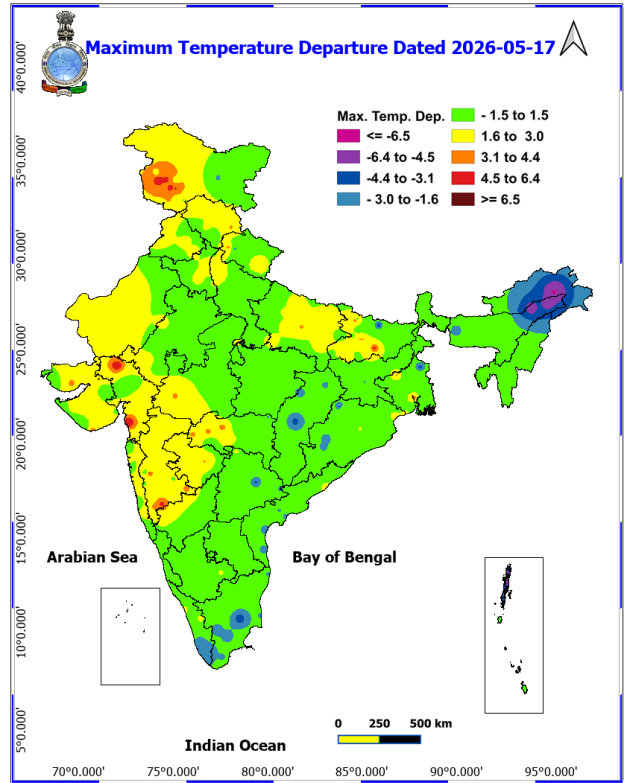 Maximum Temperature Departure Dated 2026-05-17
Max. Temp. Dep.
<= -6.5
-6.4 to -4.5
-4.4 to -3.1
- 3.0 to -1.6
- 1.5 to 1.5
1.6 to 3.0
3.1 to 4.4
4.5 to 6.4
>= 6.5
40°0.000'
35°0.000'
30°0.000'
25°0.000'
20°0.000'
15°0.000'
10°0.000'
5°0.000'
Arabian Sea
Bay of Bengal
Indian Ocean
0 250 500 km
70°0.000' 75°0.000' 80°0.000' 85°0.000' 90°0.000' 95°0.000'